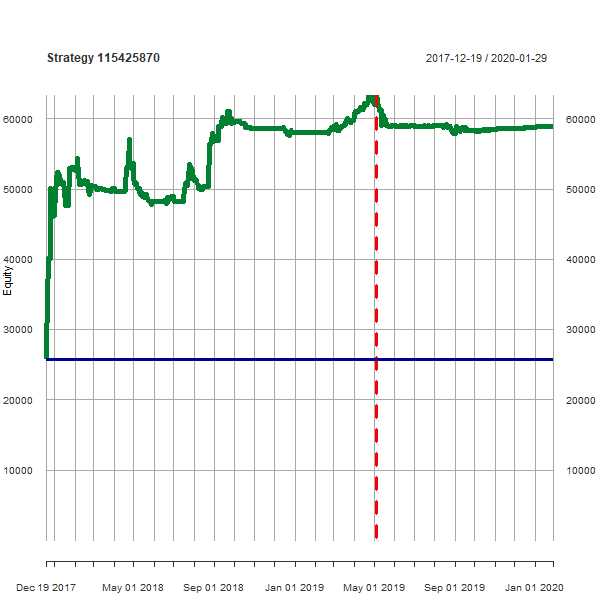 Strategy 115425870
2017-12-19 / 2020-01-29
60000
60000
50000
50000
40000
40000
Equity
30000
30000
20000
20000
10000
10000
Dec 19 2017
May 01 2018
Sep 01 2018
Jan 01 2019
May 01 2019
Sep 01 2019
Jan 01 2020